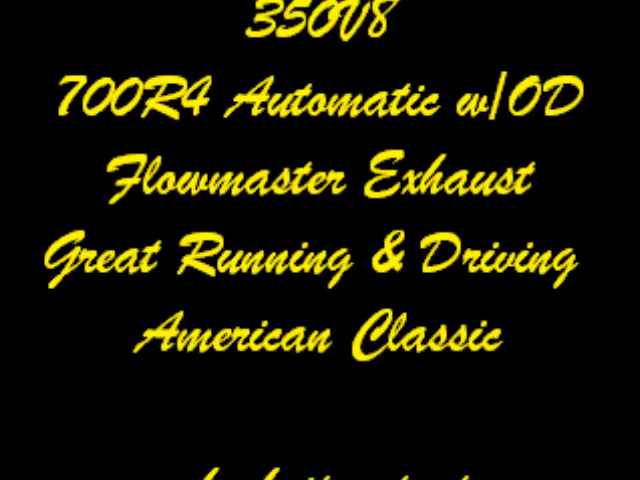 350V8
700R4 Automatic w/OD
Flowmaster Exhaust
Great Running & Driving
American Classic